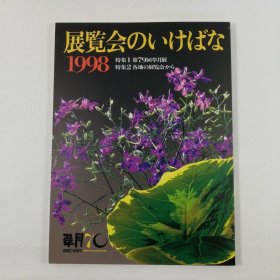 展覧会のいけばな
1998
特集1 第79回草月展
特集2 各地の展覧会から
草月
70